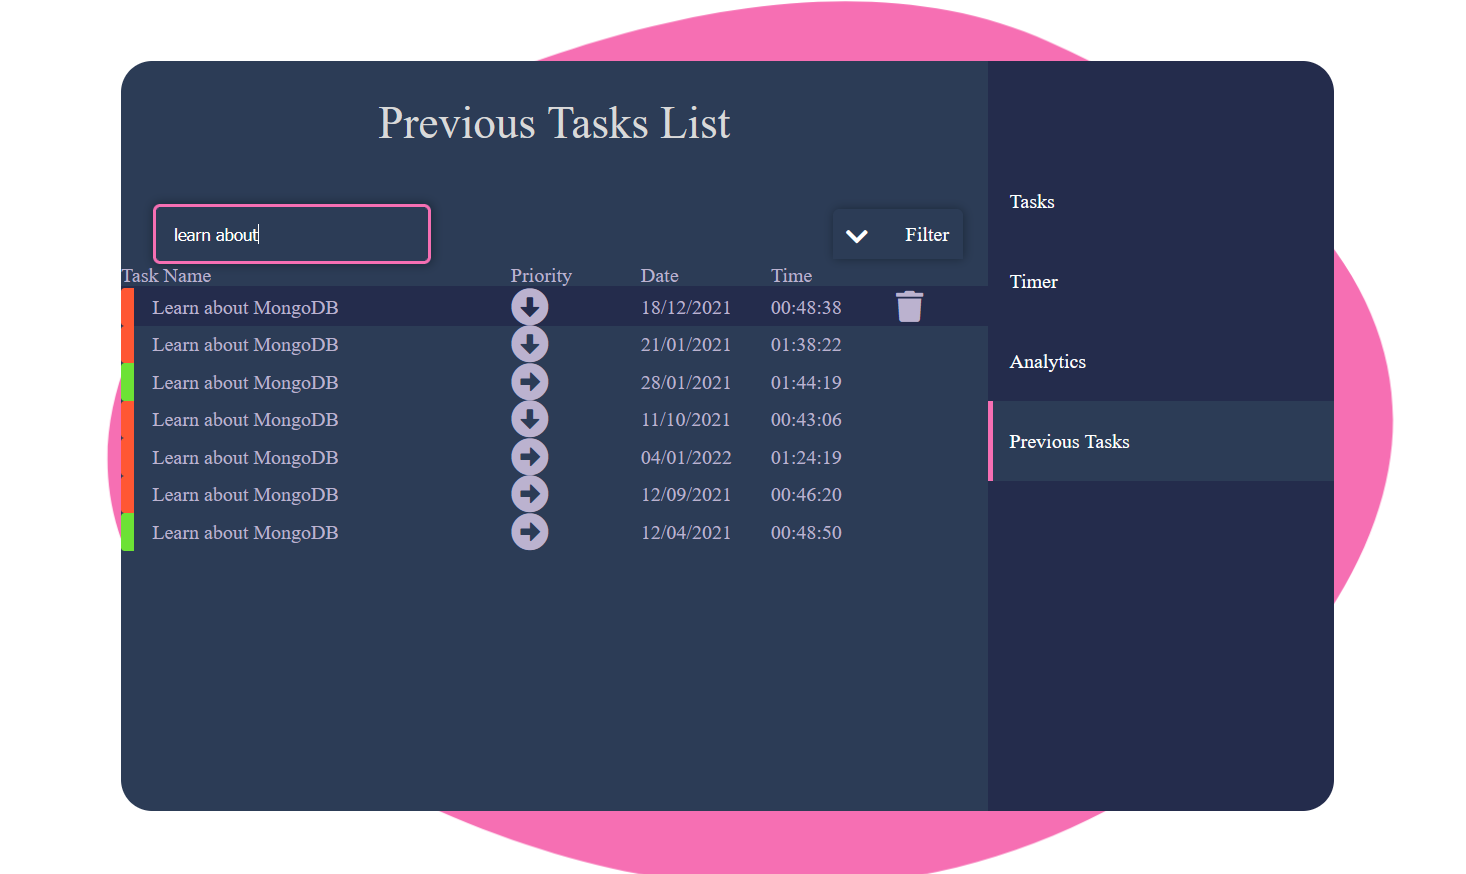 Previous Tasks List
learn about
Filter
Task Name Priority Date Time
Learn about MongoDB 18/12/2021 00:48:38
Learn about MongoDB 21/01/2021 01:38:22
Learn about MongoDB 28/01/2021 01:44:19
Learn about MongoDB 11/10/2021 00:43:06
Learn about MongoDB 04/01/2022 01:24:19
Learn about MongoDB 12/09/2021 00:46:20
Learn about MongoDB 12/04/2021 00:48:50
Tasks
Timer
Analytics
Previous Tasks